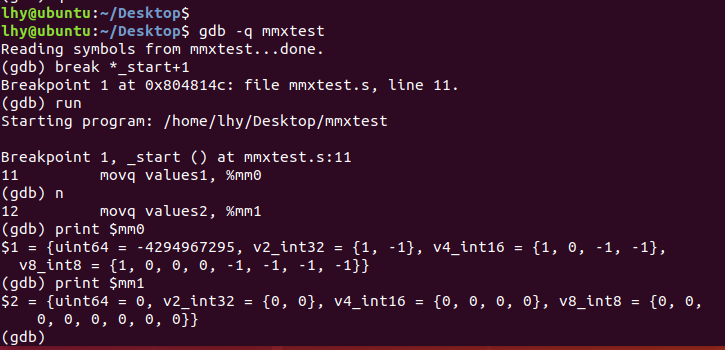 lhy@ubuntu:~/Desktop$
lhy@ubuntu:~/Desktop$ gdb -q mmxtest
Reading symbols from mmxtest...done.
(gdb) break *_start+1
Breakpoint 1 at 0x804814c: file mmxtest.s, line 11.
(gdb) run
Starting program: /home/lhy/Desktop/mmxtest

Breakpoint 1, _start () at mmxtest.s:11
11          movq values1, %mm0
(gdb) n
12          movq values2, %mm1
(gdb) print $mm0
$1 = {uint64 = -4294967295, v2_int32 = {1, -1}, v4_int16 = {1, 0, -1, -1},
  v8_int8 = {1, 0, 0, 0, -1, -1, -1, -1}}
(gdb) print $mm1
$2 = {uint64 = 0, v2_int32 = {0, 0}, v4_int16 = {0, 0, 0, 0}, v8_int8 = {0, 0,
    0, 0, 0, 0, 0, 0}}
(gdb)